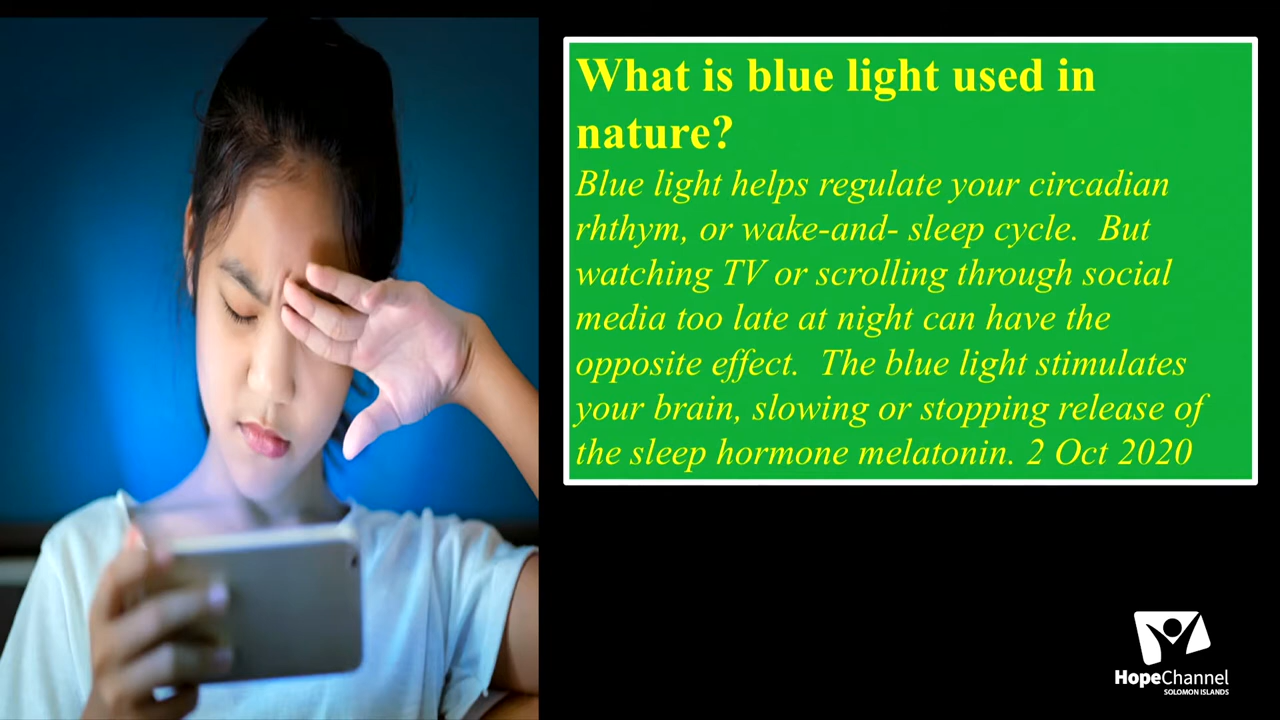 What is blue light used in
nature?
Blue light helps regulate your circadian
rhthym, or wake-and- sleep cycle.  But
watching TV or scrolling through social
media too late at night can have the
opposite effect.  The blue light stimulates
your brain, slowing or stopping release of
the sleep hormone melatonin. 2 Oct 2020
HopeChannel
SOLOMON ISLANDS